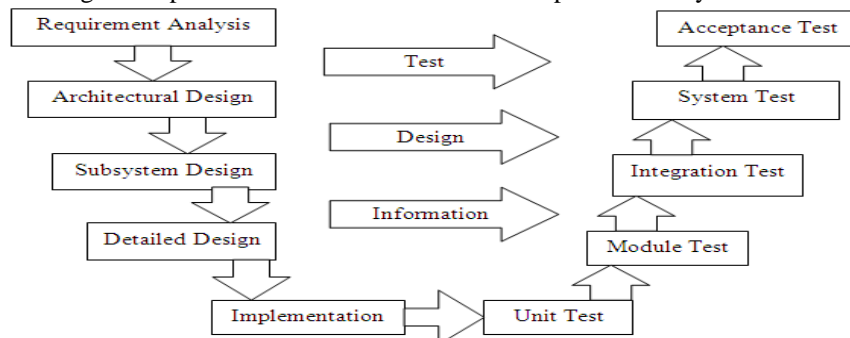 Requirement Analysis
Acceptance Test
Test
Architectural Design
System Test
Design
Subsystem Design
Integration Test
Information
Detailed Design
Module Test
Implementation
Unit Test